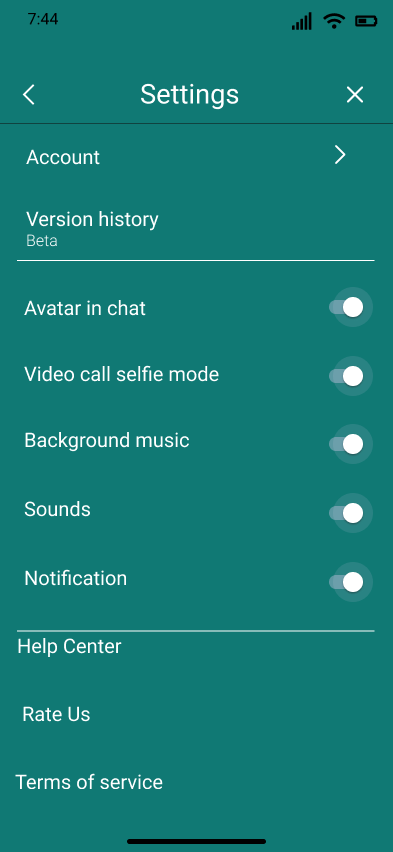 7:44
Settings
Account
Version history
Beta
Avatar in chat
Video call selfie mode
Background music
Sounds
Notification
Help Center
Rate Us
Terms of service